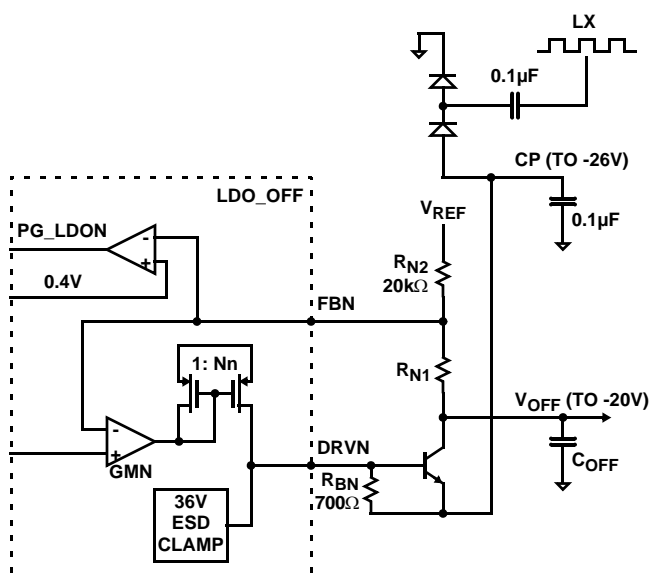 LX
0.1µF
CP (TO -26V)
LDO_OFF
VREF
0.1µF
PG_LDON
-
+
0.4V
RN2
20kΩ
FBN
1: Nn
RN1
VOFF (TO -20V)
-
+
GMN
DRVN
COFF
RBN
700Ω
36V
ESD
CLAMP